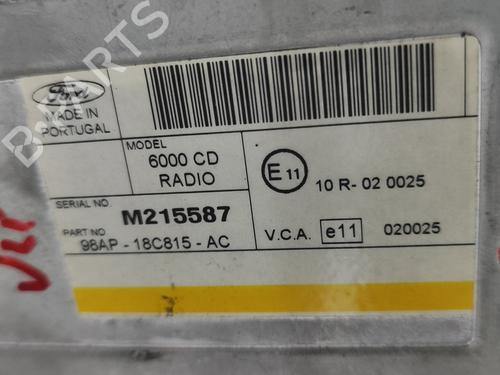 B-PARTS
Ford
MADE IN
PORTUGAL
MODEL
6000 CD
RADIO
E 11
10 R- 02 0025
SERIAL NO.
M215587
PART NO
98AP - 18C815 - AC
V.C.A. e11 020025